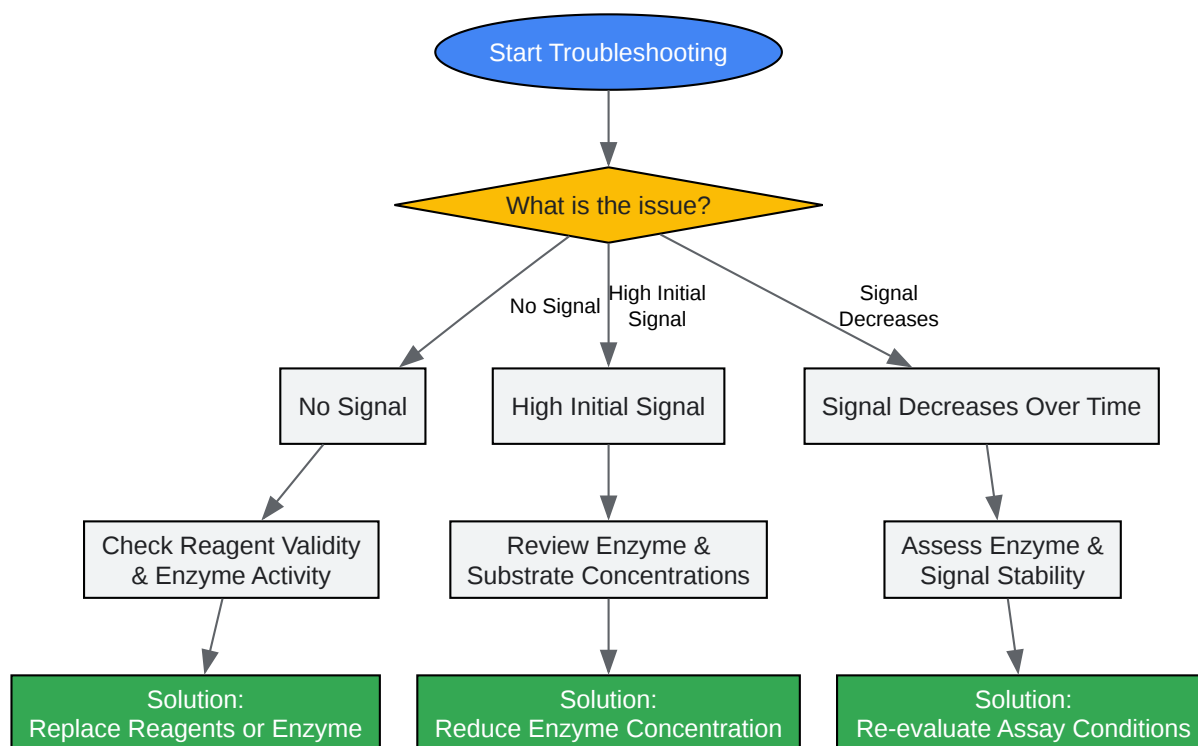 Start Troubleshooting
What is the issue?
No Signal
High Initial
Signal
Signal
Decreases
No Signal
High Initial Signal
Signal Decreases Over Time
Check Reagent Validity
& Enzyme Activity
Review Enzyme &
Substrate Concentrations
Assess Enzyme &
Signal Stability
Solution:
Replace Reagents or Enzyme
Solution:
Reduce Enzyme Concentration
Solution:
Re-evaluate Assay Conditions